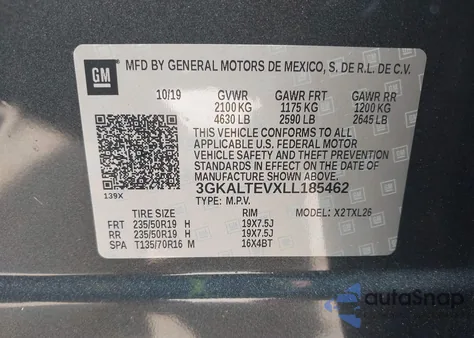 GM
MFD BY GENERAL MOTORS DE MEXICO, S. DE R.L. DE C.V.
10/19 GVWR GAWR FRT GAWR RR
2100 KG 1175 KG 1200 KG
4630 LB 2590 LB 2645 LB
THIS VEHICLE CONFORMS TO ALL
APPLICABLE U.S. FEDERAL MOTOR
VEHICLE SAFETY AND THEFT PREVENTION
STANDARDS IN EFFECT ON THE DATE
OF MANUFACTURE SHOWN ABOVE.
139X
3GKALTEVXLL185462
TYPE: M.P.V. MODEL: X2TXL26
TIRE SIZE RIM
FRT 235/50R19 H 19X7.5J
RR 235/50R19 H 19X7.5J
SPA T135/70R16 M 16X4BT
autoSnap